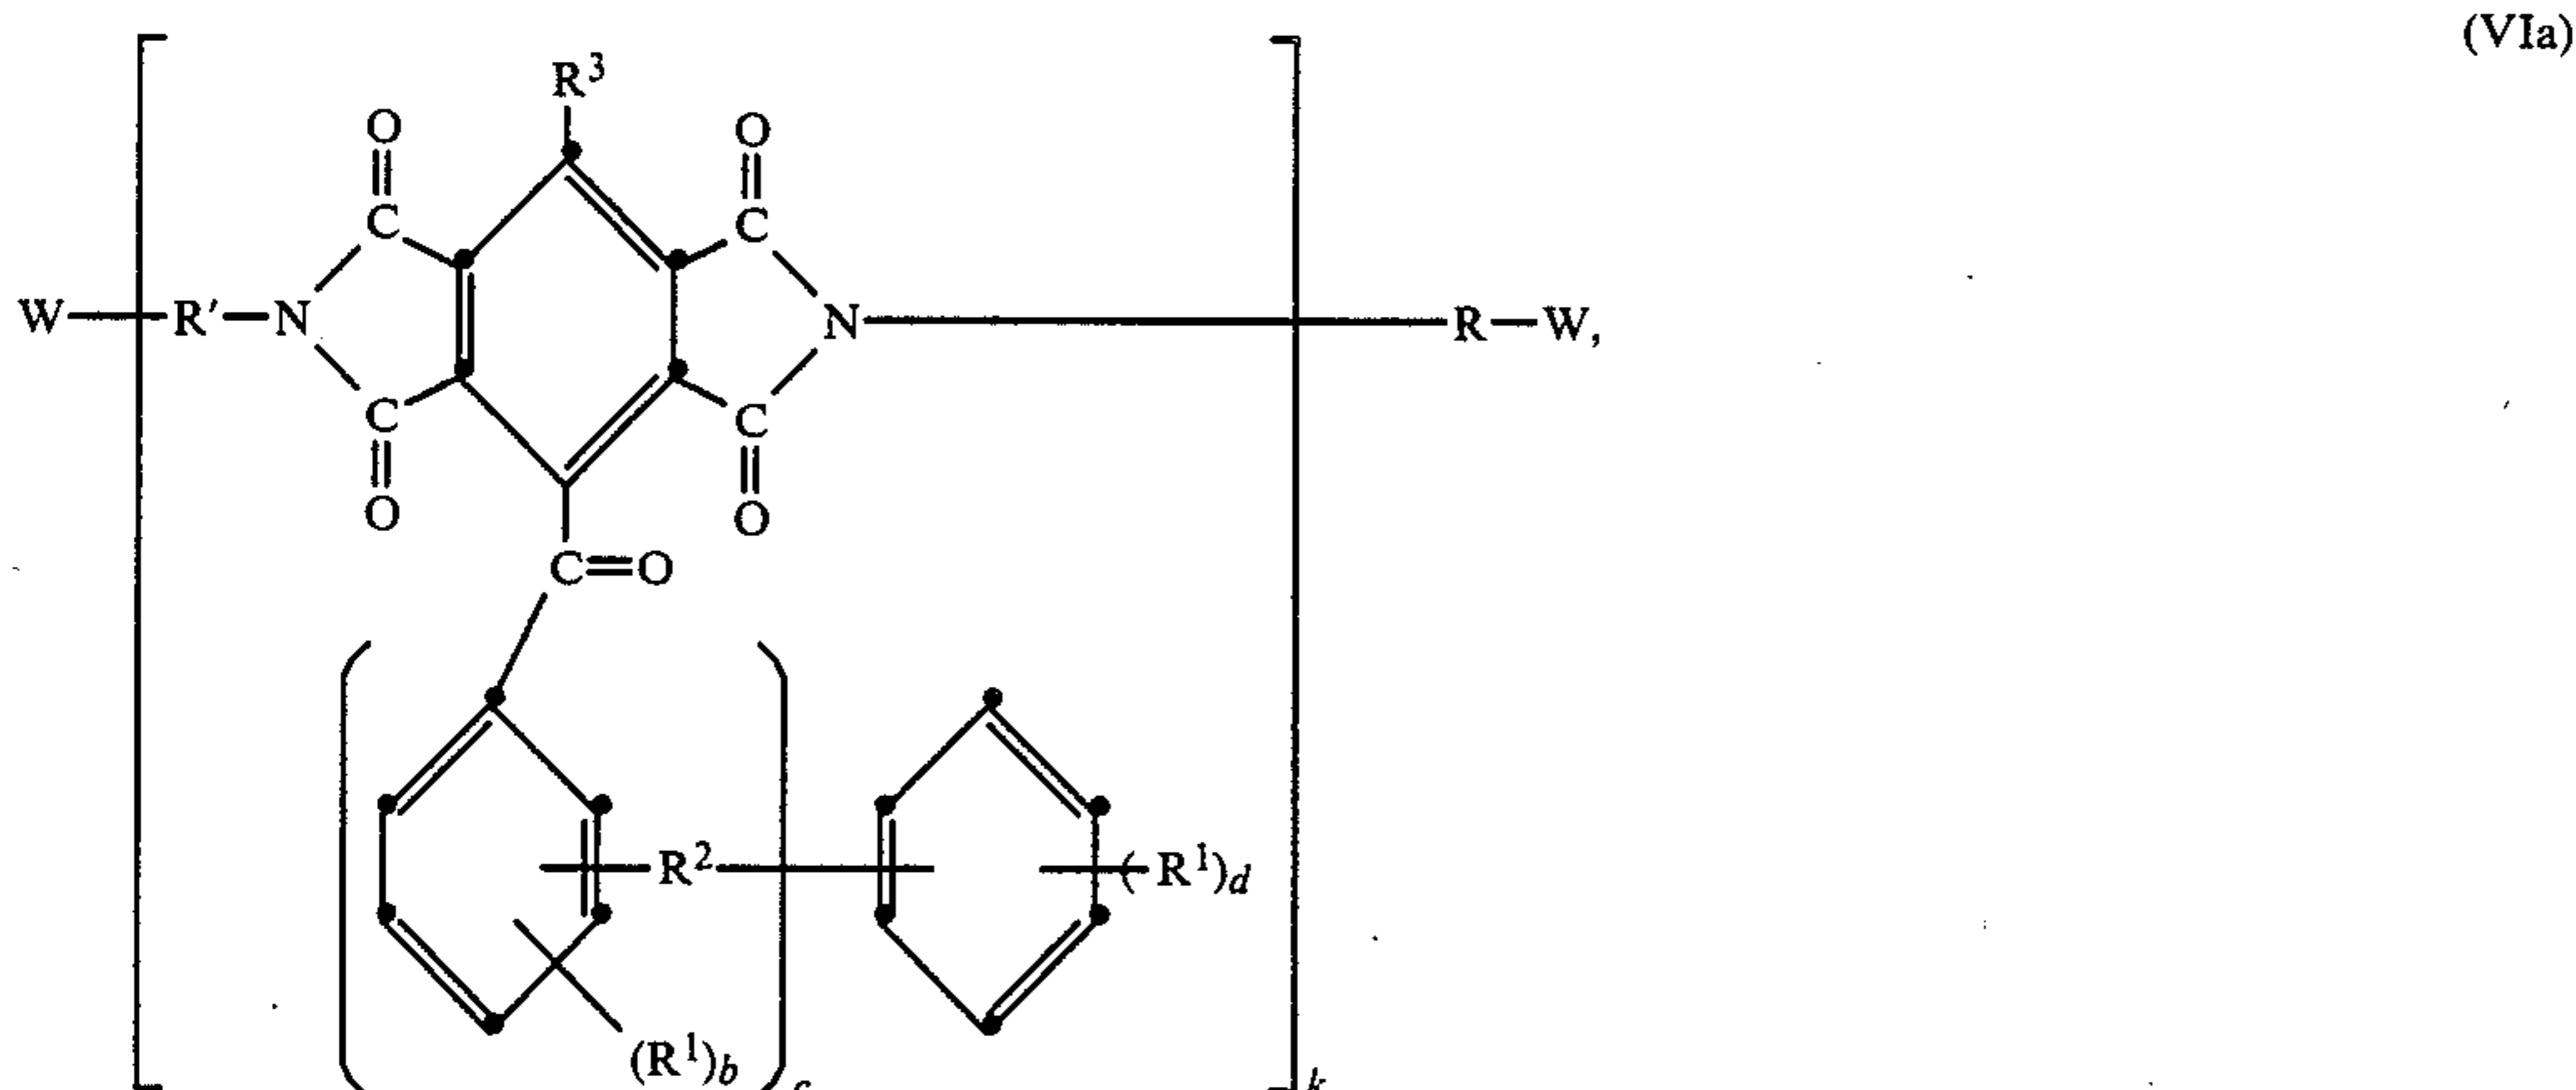 (VIa)
R³
O O
C C
W R′ N N R W,
C C
O O
C O
R² ( R¹)d
(R¹)b
c k